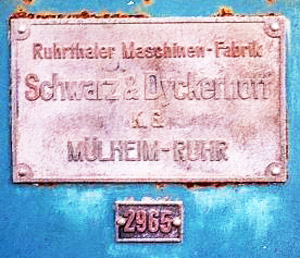 Ruhrthaler Maschinen-Fabrik
Schwarz & Dyckerhoff
K.G.
MÜLHEIM-RUHR
2965